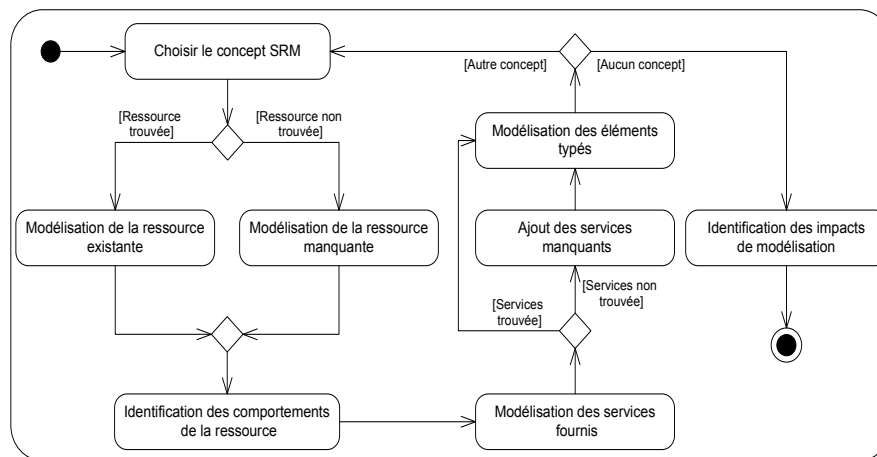 Choisir le concept SRM
[Autre concept]
[Aucun concept]
[Ressource
trouvée]
[Ressource non
trouvée]
Modélisation des éléments
typés
Modélisation de la ressource
existante
Modélisation de la ressource
manquante
Ajout des services
manquants
Identification des impacts
de modélisation
[Services non
trouvée]
[Services
trouvée]
Identification des comportements
de la ressource
Modélisation des services
fournis